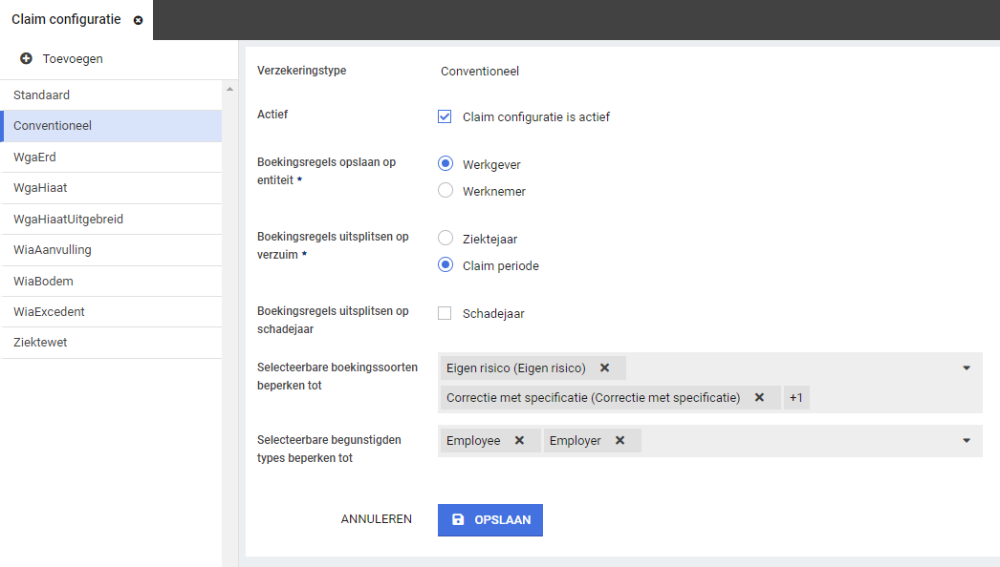 Claim configuratie
Toevoegen
Standaard
Conventioneel
WgaErd
WgaHiaat
WgaHiaatUitgebreid
WiaAanvulling
WiaBodem
WiaExcedent
Ziektewet
Verzekeringstype
Conventioneel
Actief
Claim configuratie is actief
Boekingsregels opslaan op
entiteit *
Werkgever
Werknemer
Boekingsregels uitsplitsen op
verzuim *
Ziektejaar
Claim periode
Boekingsregels uitsplitsen op
schadejaar
Schadejaar
Selecteerbare boekingssoorten
beperken tot
Eigen risico (Eigen risico)
Correctie met specificatie (Correctie met specificatie) +1
Selecteerbare begunstigden
types beperken tot
Employee Employer
ANNULEREN OPSLAAN